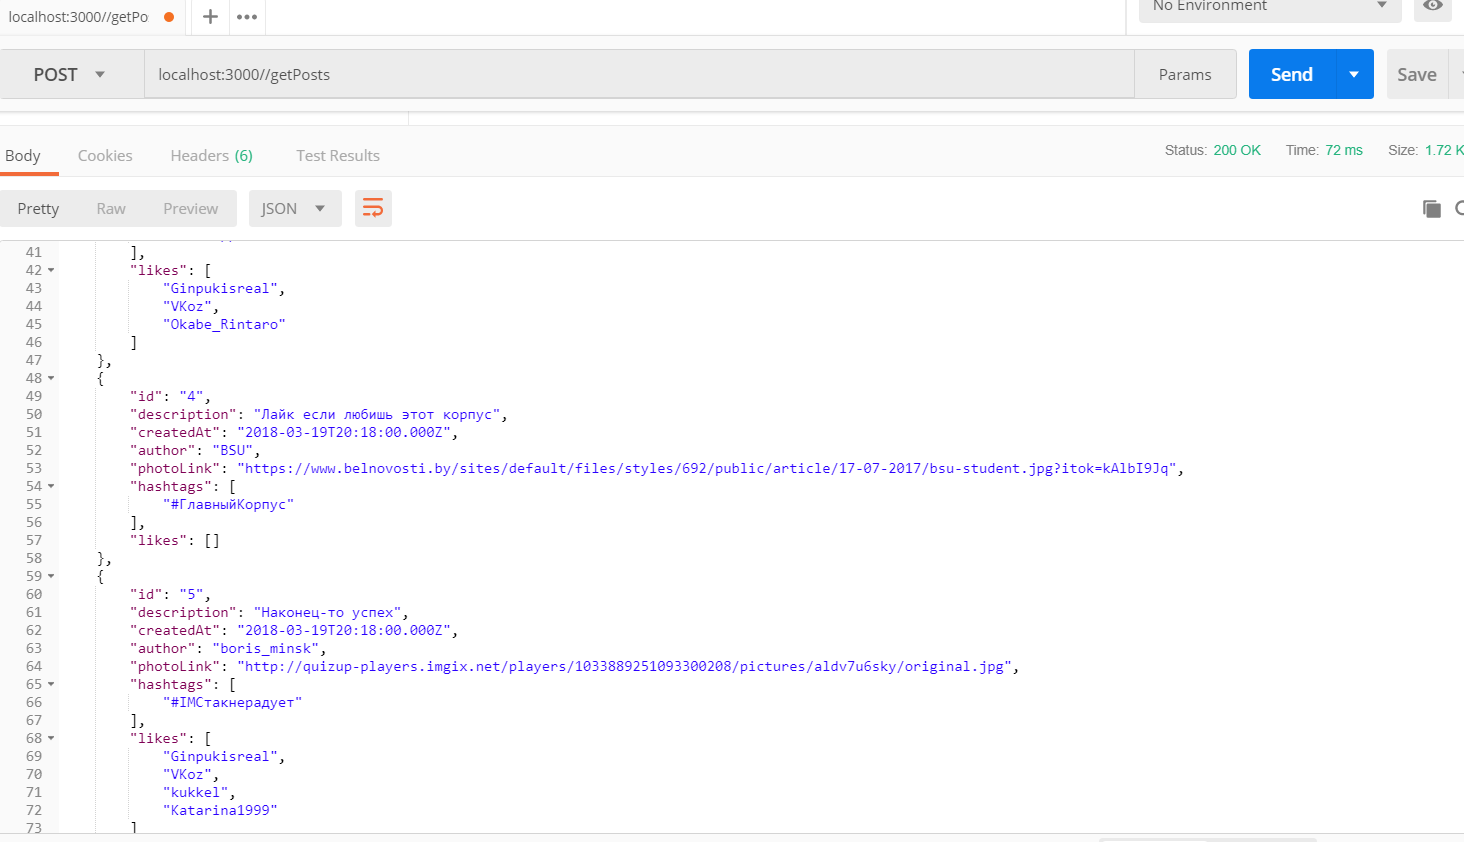 localhost:3000//getPo
No Environment
POST localhost:3000//getPosts Params Send Save
Body Cookies Headers (6) Test Results Status: 200 OK Time: 72 ms Size: 1.72 K
Pretty Raw Preview JSON
41 ],
42 "likes": [
43 "Ginpukisreal",
44 "VKoz",
45 "Okabe_Rintaro"
46 ]
47 },
48 {
49 "id": "4",
50 "description": "Лайк если любишь этот корпус",
51 "createdAt": "2018-03-19T20:18:00.000Z",
52 "author": "BSU",
53 "photoLink": "https://www.belnovosti.by/sites/default/files/styles/692/public/article/17-07-2017/bsu-student.jpg?itok=kAlbI9Jq",
54 "hashtags": [
55 "#ГлавныйКорпус"
56 ],
57 "likes": []
58 },
59 {
60 "id": "5",
61 "description": "Наконец-то успех",
62 "createdAt": "2018-03-19T20:18:00.000Z",
63 "author": "boris_minsk",
64 "photoLink": "http://quizup-players.imgix.net/players/1033889251093300208/pictures/aldv7u6sky/original.jpg",
65 "hashtags": [
66 "#IMCтакнерадует"
67 ],
68 "likes": [
69 "Ginpukisreal",
70 "VKoz",
71 "kukkel",
72 "Katarina1999"
73 ]